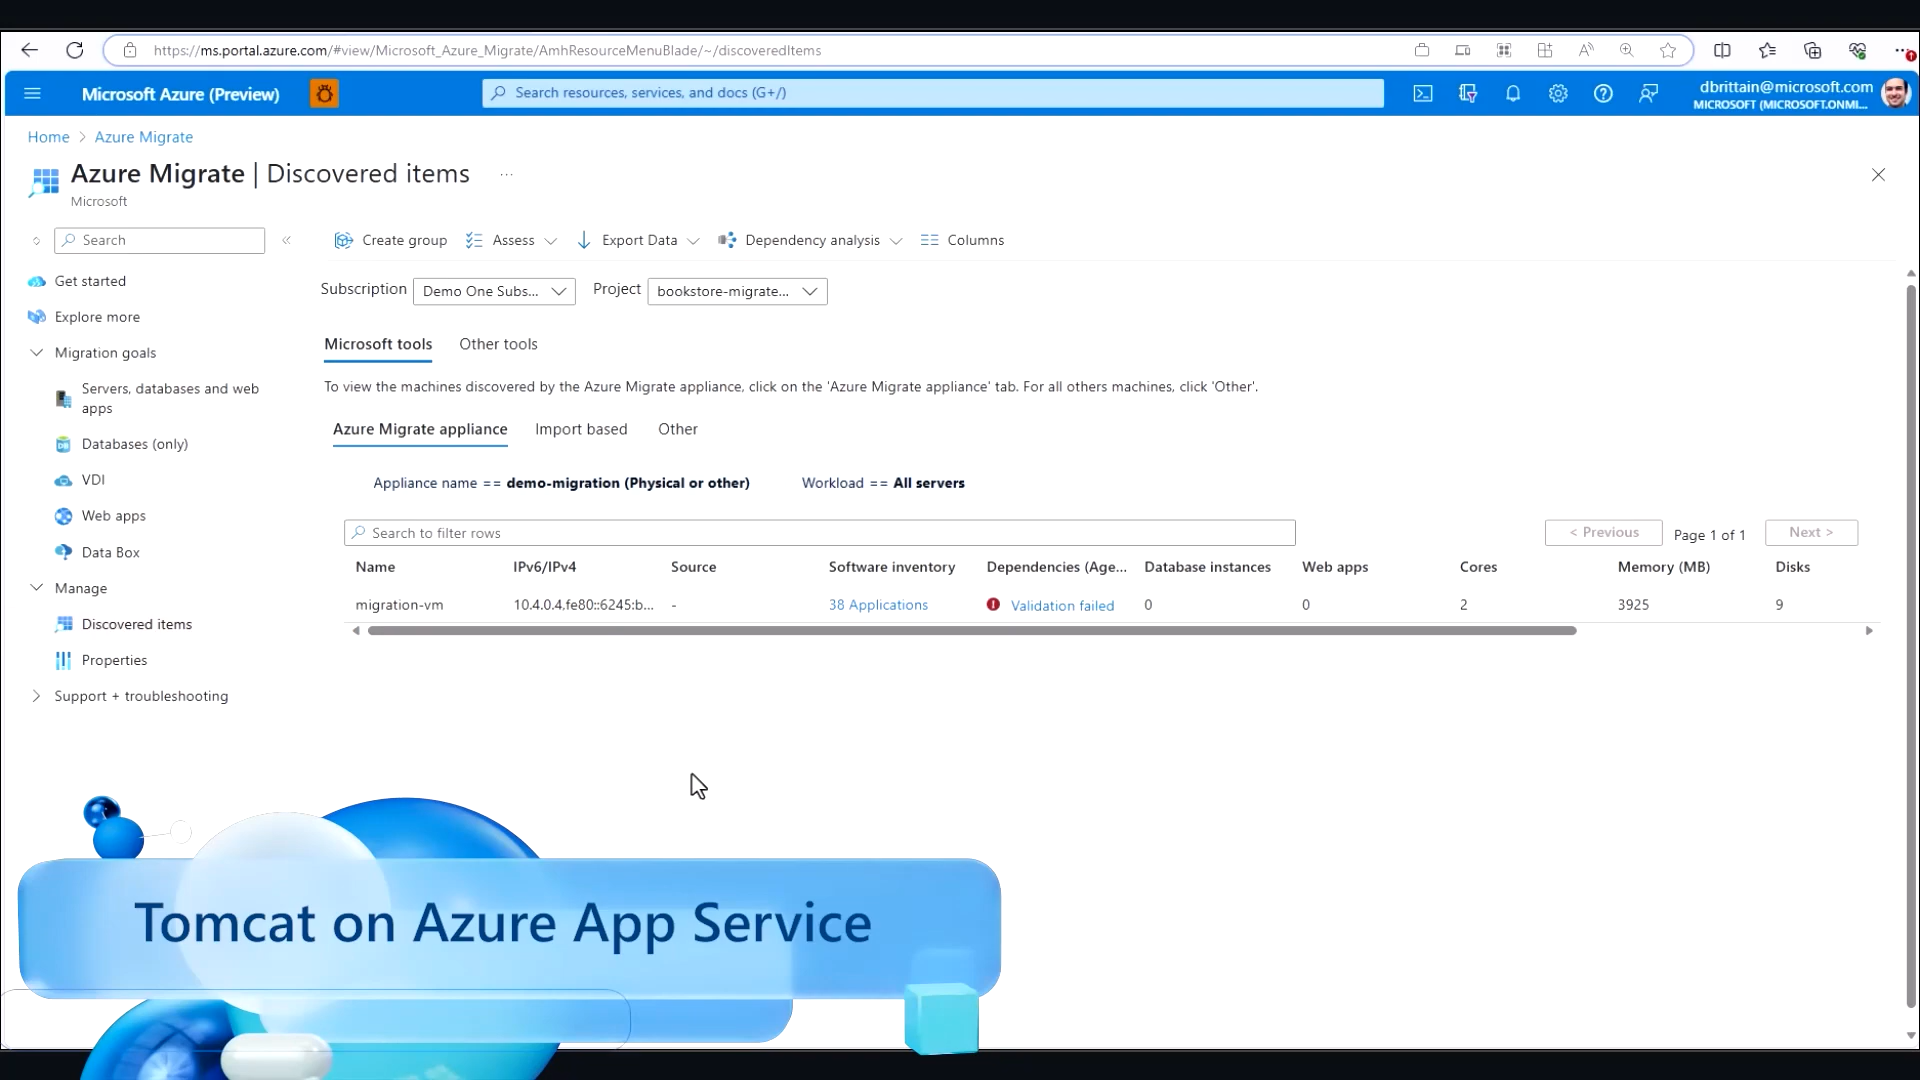 https://ms.portal.azure.com/#view/Microsoft_Azure_Migrate/AmhResourceMenuBlade/~/discoveredItems
Microsoft Azure (Preview)
Search resources, services, and docs (G+/)
dbrittain@microsoft.com
MICROSOFT (MICROSOFT.ONMI...
Home > Azure Migrate
Azure Migrate | Discovered items ...
Microsoft
Search
Create group
Assess
Export Data
Dependency analysis
Columns
Get started
Explore more
Migration goals
Servers, databases and web
apps
Databases (only)
VDI
Web apps
Data Box
Manage
Discovered items
Properties
Support + troubleshooting
Subscription Demo One Subs... Project bookstore-migrate...
Microsoft tools Other tools
To view the machines discovered by the Azure Migrate appliance, click on the 'Azure Migrate appliance' tab. For all others machines, click 'Other'.
Azure Migrate appliance Import based Other
Appliance name == demo-migration (Physical or other) Workload == All servers
Search to filter rows
< Previous Page 1 of 1 Next >
Name IPv6/IPv4 Source Software inventory Dependencies (Age... Database instances Web apps Cores Memory (MB) Disks
migration-vm 10.4.0.4,fe80::6245:b... - 38 Applications Validation failed 0 0 2 3925 9
Tomcat on Azure App Service